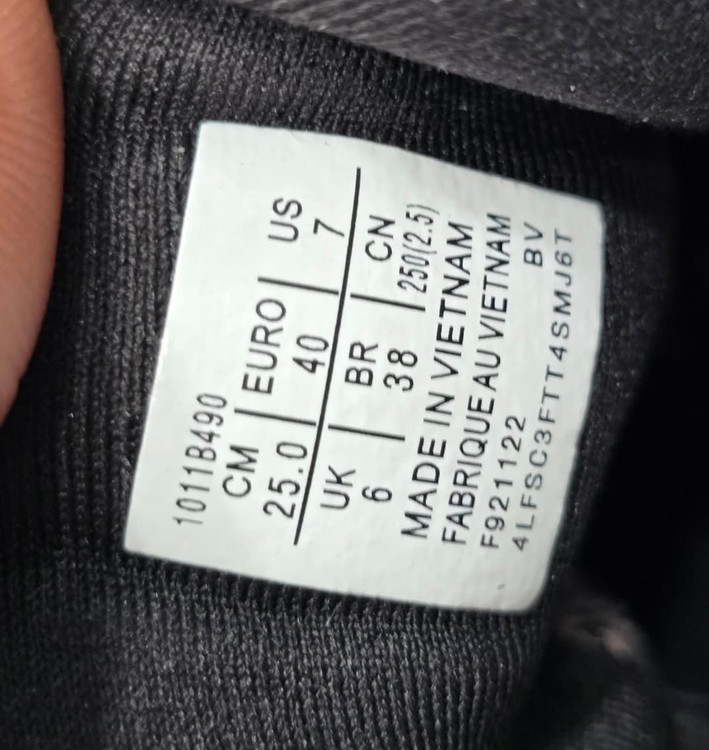 1011B490
CM EURO US
25.0 40 7
UK BR CN
6 38 250(2.5)
MADE IN VIETNAM
FABRIQUE AU VIETNAM
F921122 BV
4LFSC3FTT4SMJ6T